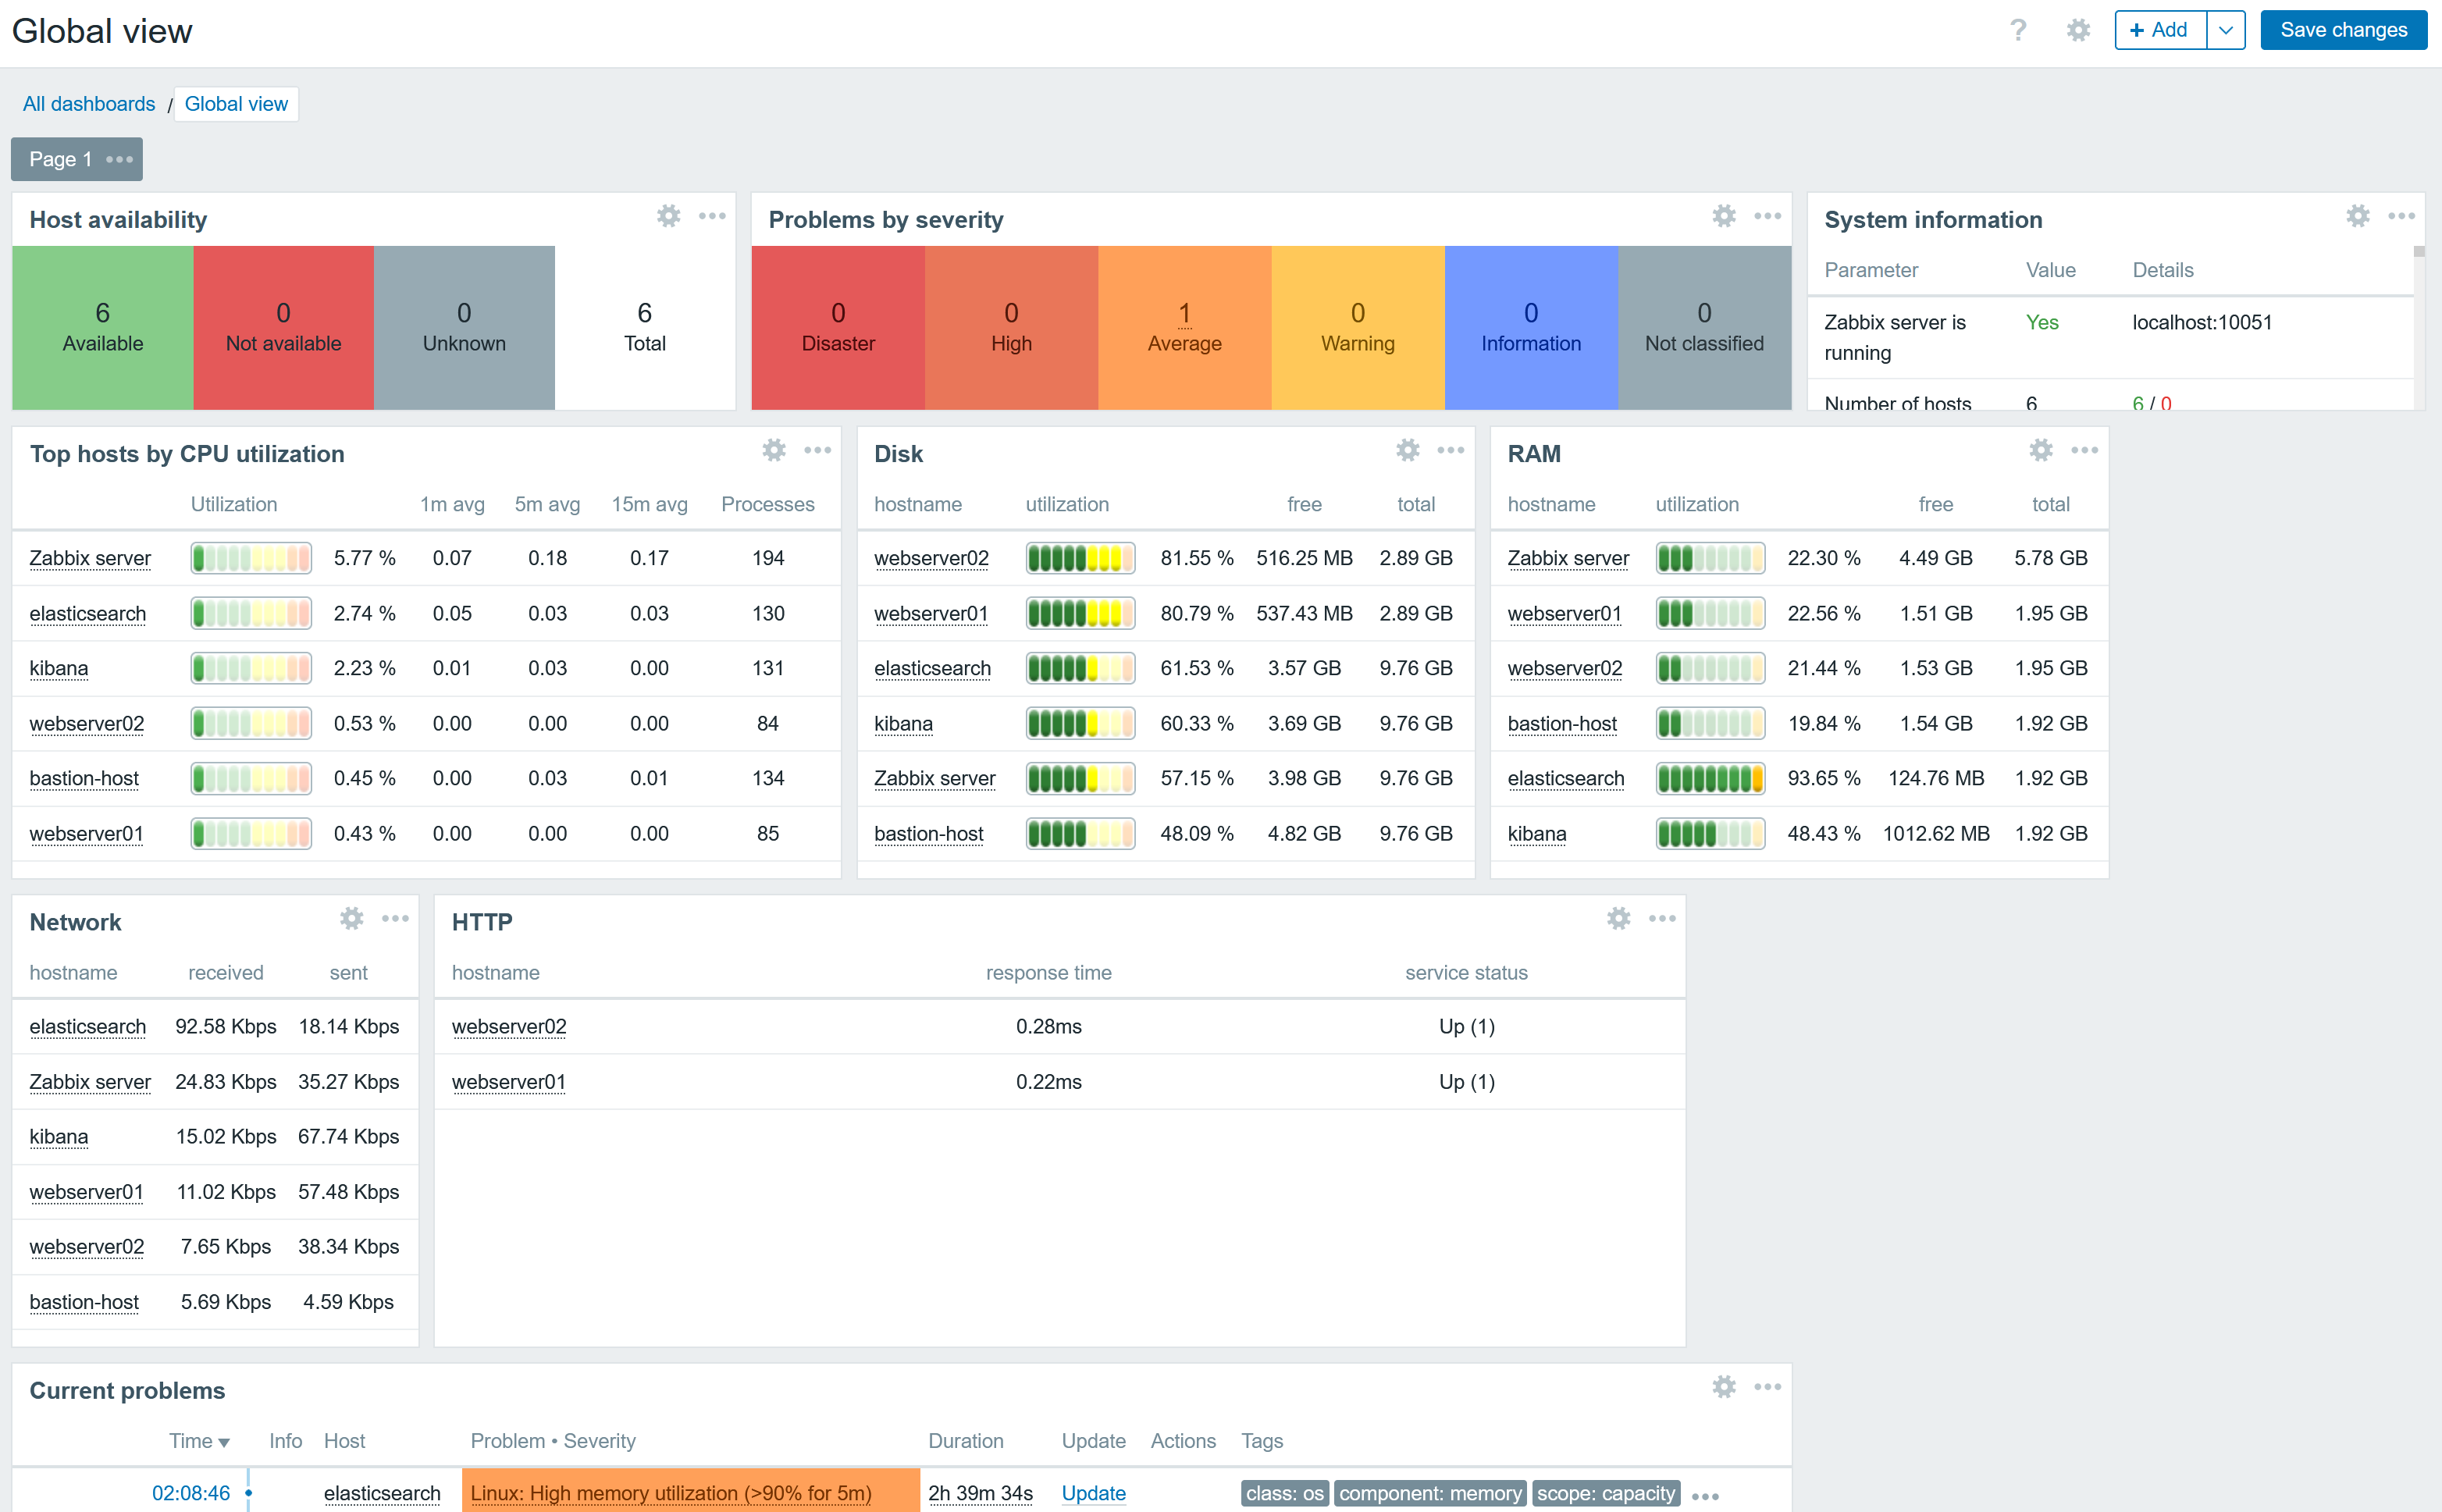 Global view
? + Add Save changes
All dashboards / Global view
Page 1
Host availability
6 0 0 6
Available Not available Unknown Total
Problems by severity
0 0 1 0 0 0
Disaster High Average Warning Information Not classified
System information
Parameter Value Details
Zabbix server is running Yes localhost:10051
Number of hosts 6 6 / 0
Top hosts by CPU utilization
Utilization 1m avg 5m avg 15m avg Processes
Zabbix server 5.77 % 0.07 0.18 0.17 194
elasticsearch 2.74 % 0.05 0.03 0.03 130
kibana 2.23 % 0.01 0.03 0.00 131
webserver02 0.53 % 0.00 0.00 0.00 84
bastion-host 0.45 % 0.00 0.03 0.01 134
webserver01 0.43 % 0.00 0.00 0.00 85
Disk
hostname utilization free total
webserver02 81.55 % 516.25 MB 2.89 GB
webserver01 80.79 % 537.43 MB 2.89 GB
elasticsearch 61.53 % 3.57 GB 9.76 GB
kibana 60.33 % 3.69 GB 9.76 GB
Zabbix server 57.15 % 3.98 GB 9.76 GB
bastion-host 48.09 % 4.82 GB 9.76 GB
RAM
hostname utilization free total
Zabbix server 22.30 % 4.49 GB 5.78 GB
webserver01 22.56 % 1.51 GB 1.95 GB
webserver02 21.44 % 1.53 GB 1.95 GB
bastion-host 19.84 % 1.54 GB 1.92 GB
elasticsearch 93.65 % 124.76 MB 1.92 GB
kibana 48.43 % 1012.62 MB 1.92 GB
Network
hostname received sent
elasticsearch 92.58 Kbps 18.14 Kbps
Zabbix server 24.83 Kbps 35.27 Kbps
kibana 15.02 Kbps 67.74 Kbps
webserver01 11.02 Kbps 57.48 Kbps
webserver02 7.65 Kbps 38.34 Kbps
bastion-host 5.69 Kbps 4.59 Kbps
HTTP
hostname response time service status
webserver02 0.28ms Up (1)
webserver01 0.22ms Up (1)
Current problems
Time ▼ Info Host Problem • Severity Duration Update Actions Tags
02:08:46 elasticsearch Linux: High memory utilization (>90% for 5m) 2h 39m 34s Update class: os component: memory scope: capacity